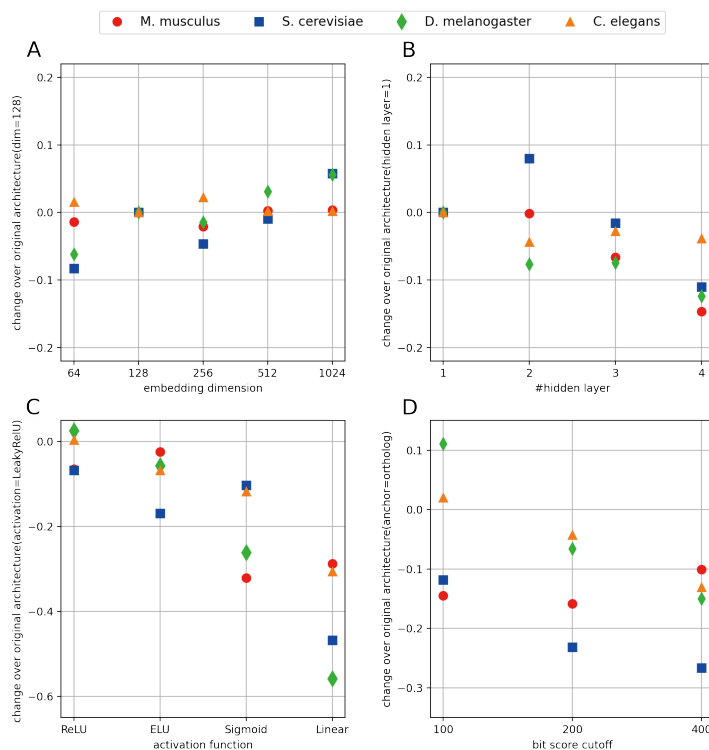 M. musculus S. cerevisiae D. melanogaster C. elegans
A
change over original architecture(dim=128)
0.2
0.1
0.0
−0.1
−0.2
64 128 256 512 1024
embedding dimension
B
change over original architecture(hidden layer=1)
0.2
0.1
0.0
−0.1
−0.2
1 2 3 4
#hidden layer
C
change over original architecture(activation=LeakyRelU)
0.0
−0.2
−0.4
−0.6
ReLU ELU Sigmoid Linear
activation function
D
change over original architecture(anchor=ortholog)
0.1
0.0
−0.1
−0.2
−0.3
100 200 400
bit score cutoff